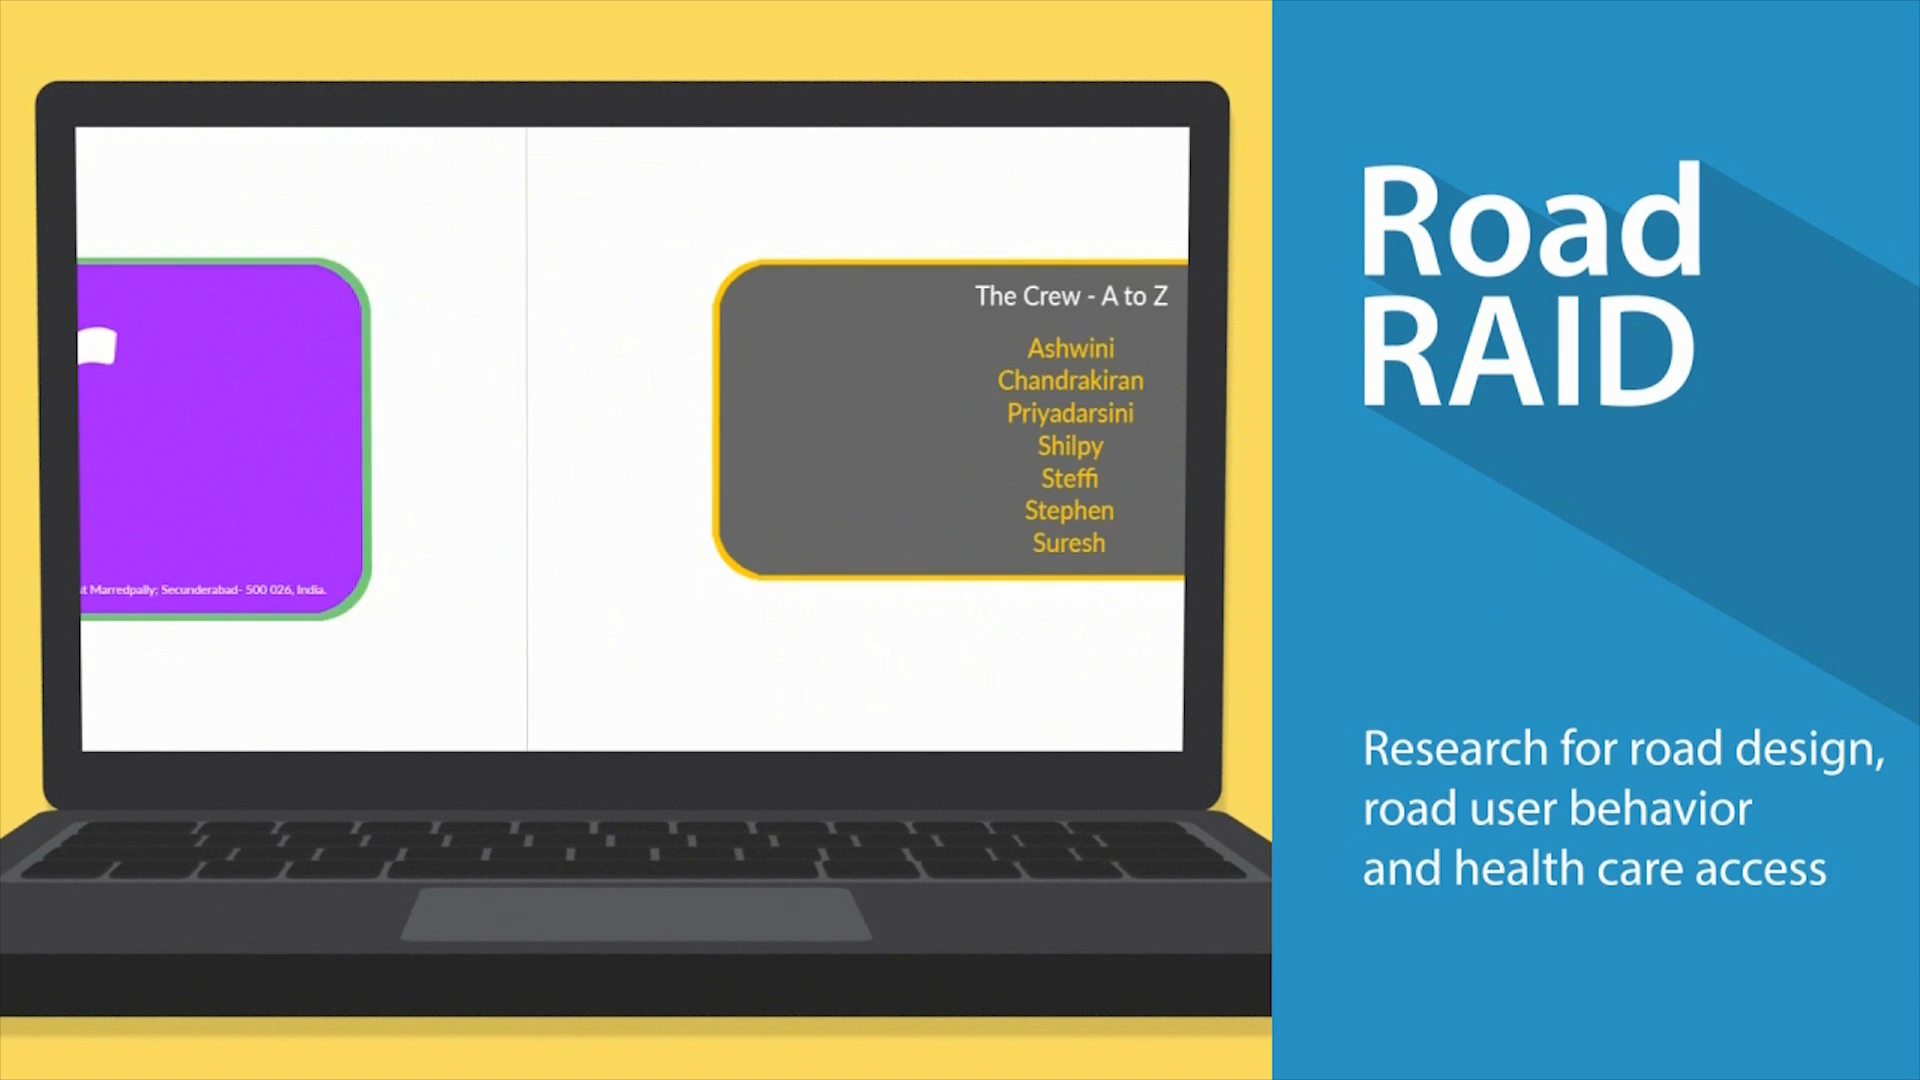 Marredpally; Secunderabad- 500 026, India.
The Crew - A to Z
Ashwini
Chandrakiran
Priyadarsini
Shilpy
Steffi
Stephen
Suresh
Road
RAID
Research for road design,
road user behavior
and health care access